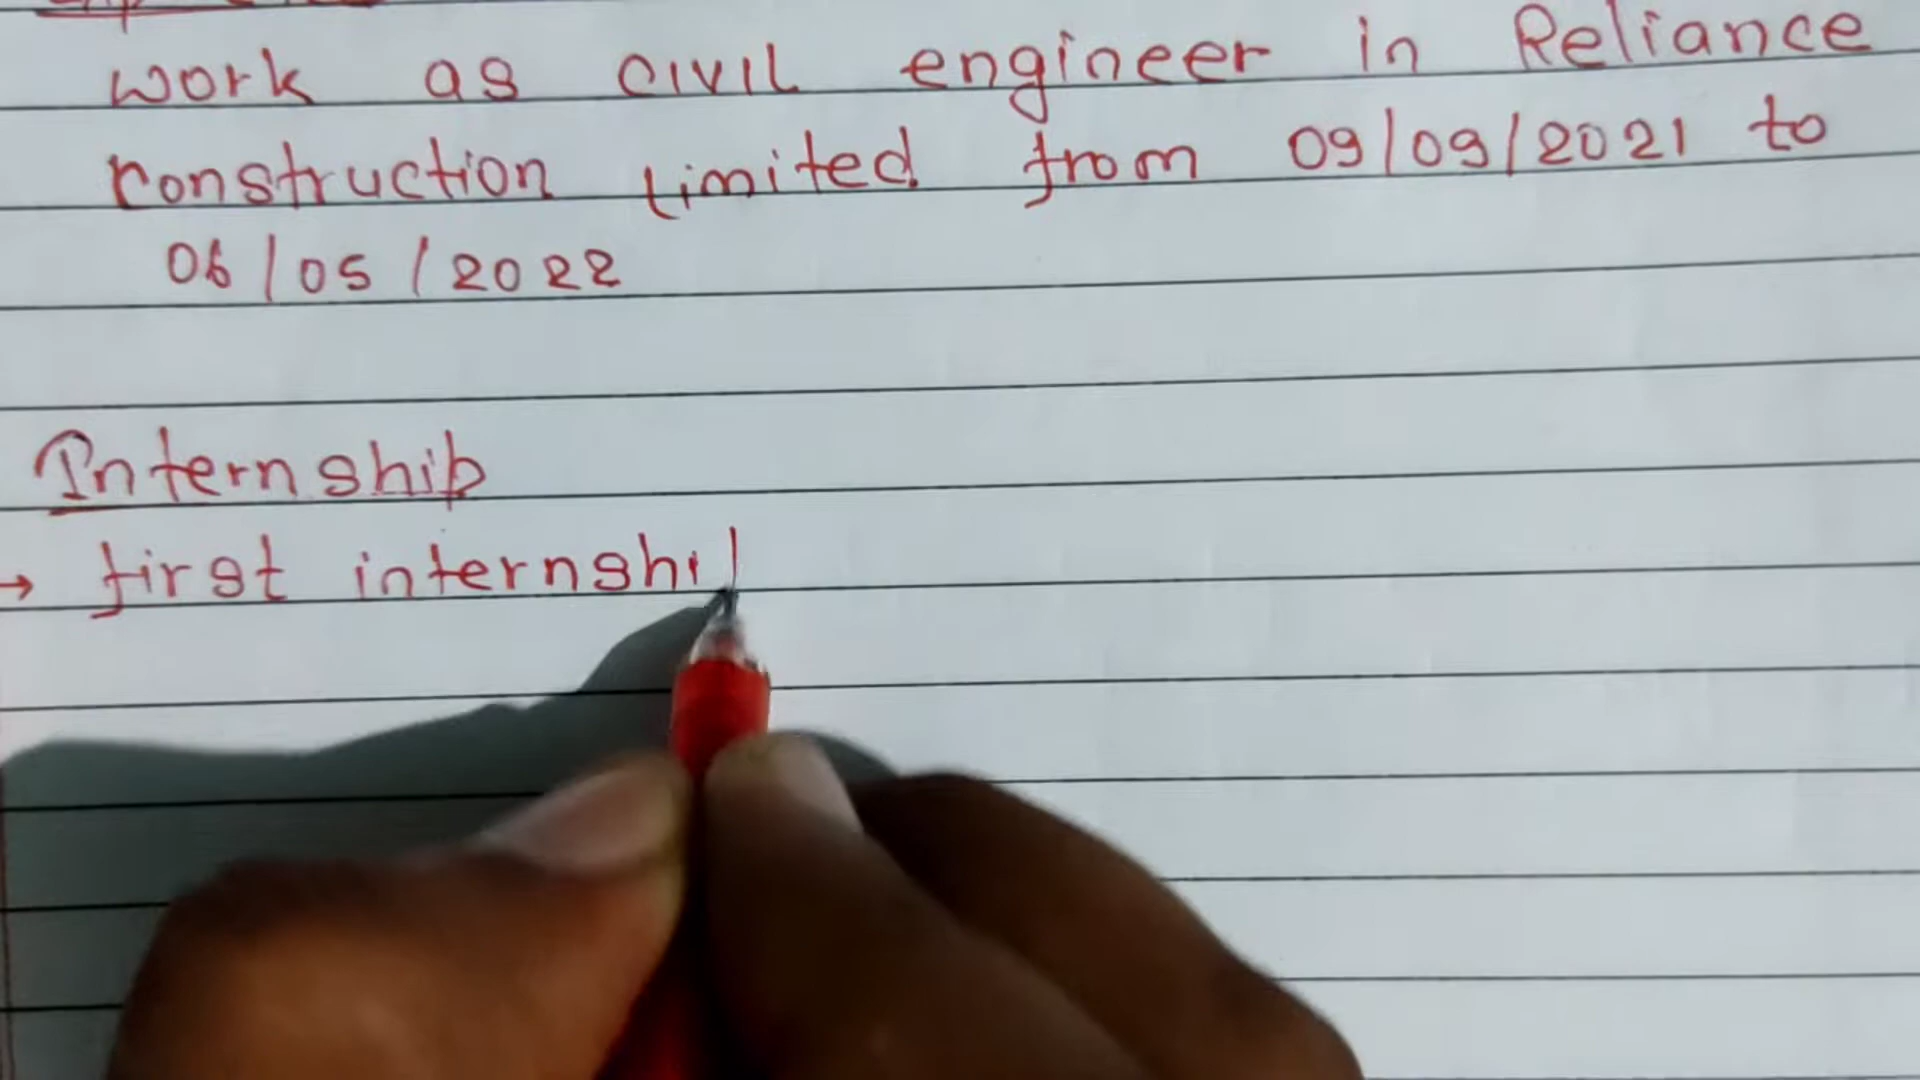 work as civil engineer in Reliance
construction Limited from 09/09/2021 to
06/05/2022
Internship
→ first internshi